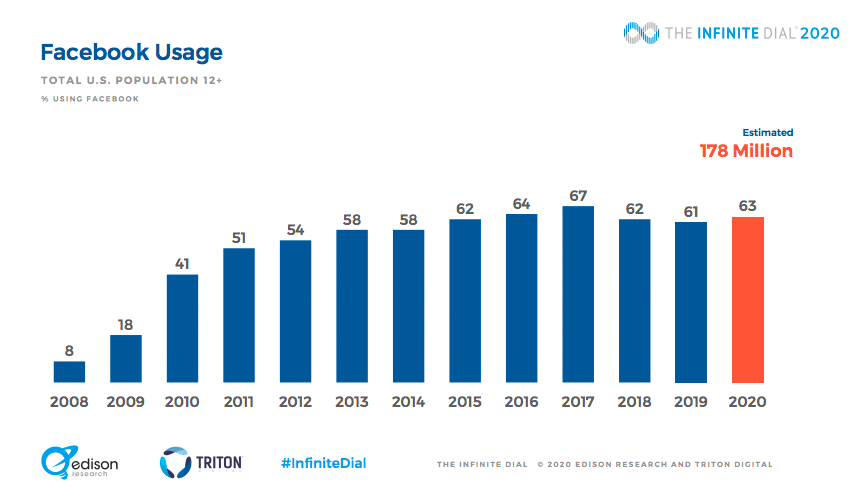 Facebook Usage
THE INFINITE DIAL® 2020
TOTAL U.S. POPULATION 12+
% USING FACEBOOK
Estimated
178 Million
8 18 41 51 54 58 58 62 64 67 62 61 63
2008 2009 2010 2011 2012 2013 2014 2015 2016 2017 2018 2019 2020
edison
research
TRITON
#InfiniteDial
THE INFINITE DIAL © 2020 EDISON RESEARCH AND TRITON DIGITAL